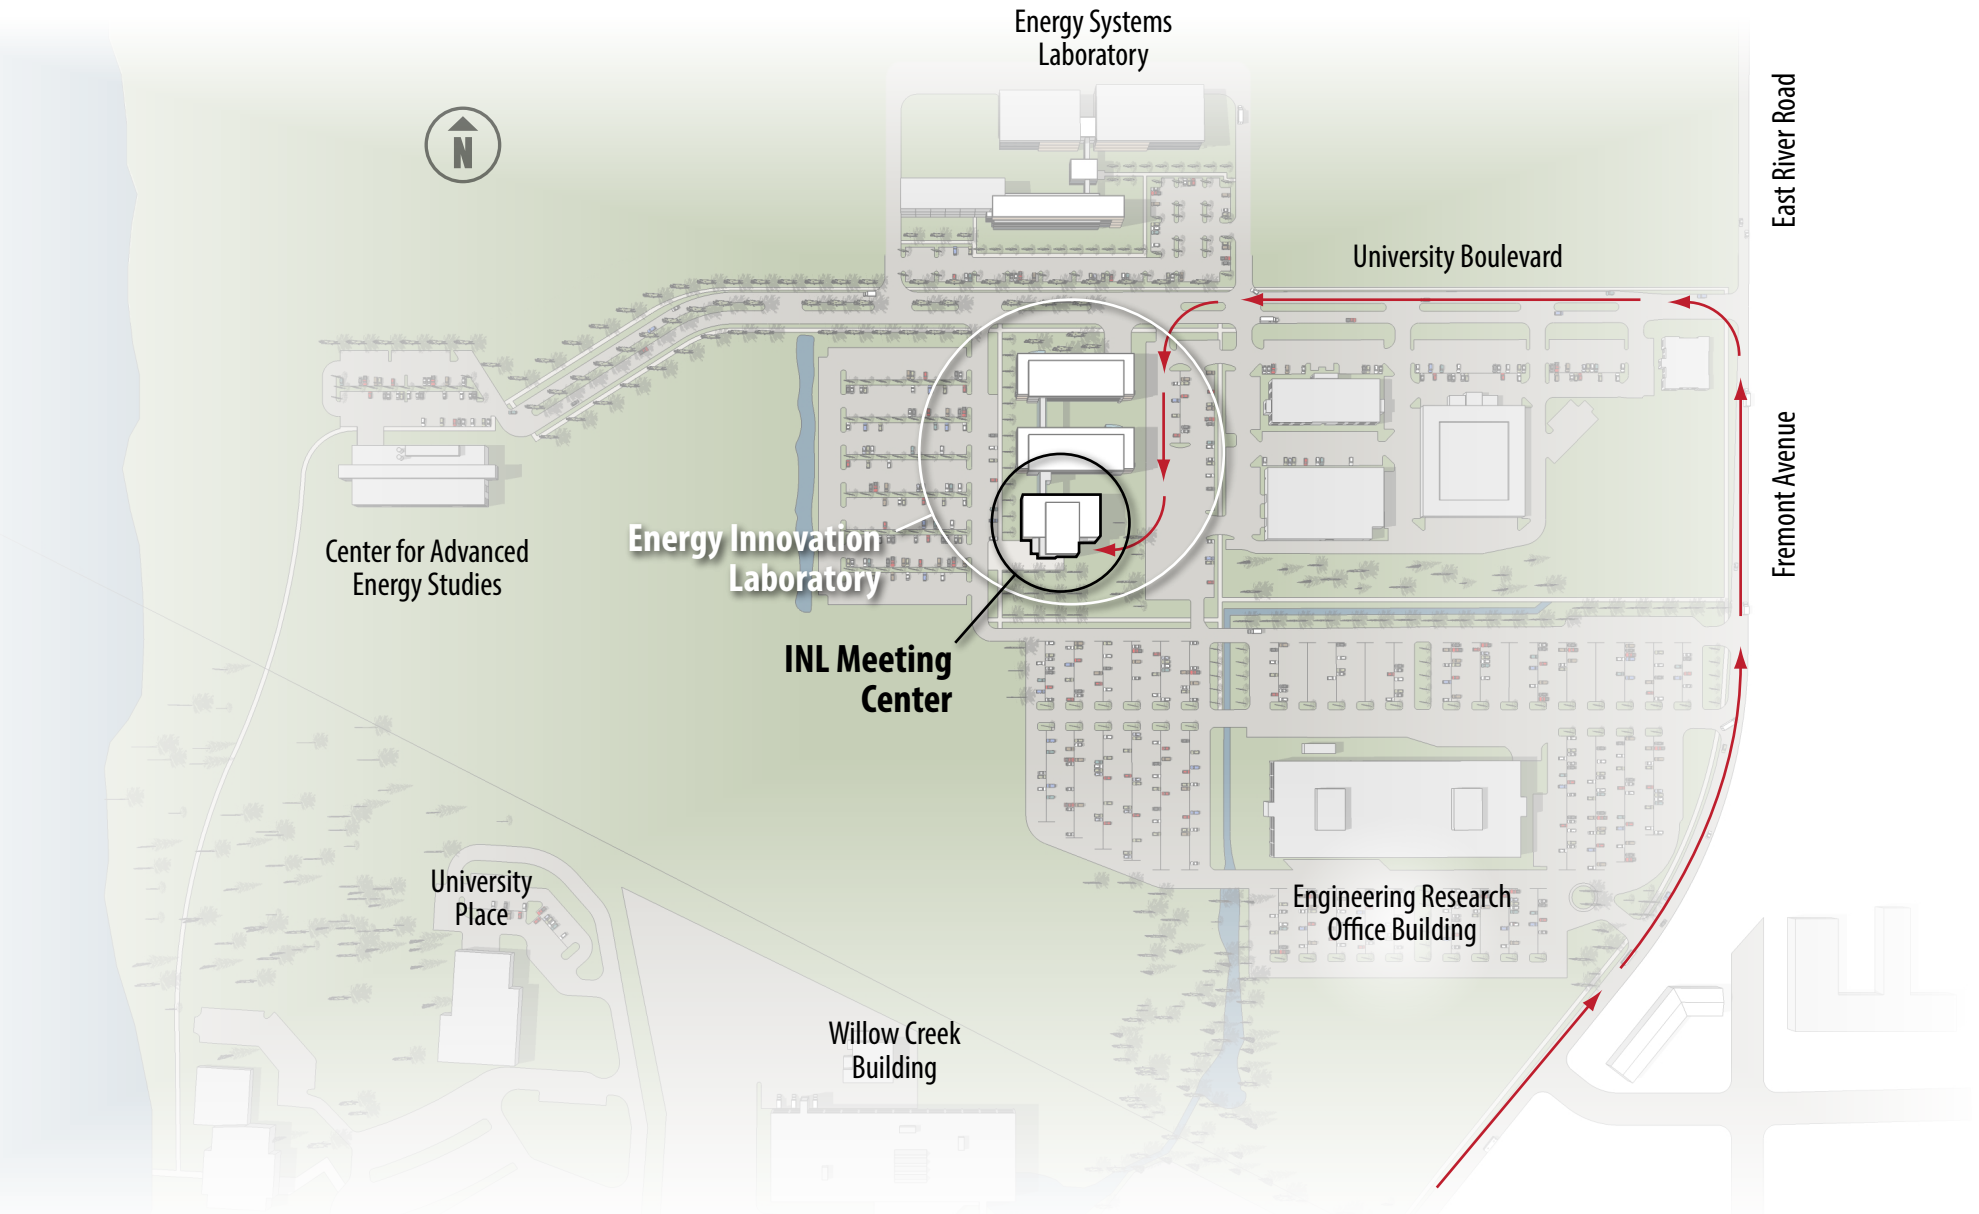 Energy Systems
Laboratory
East River Road
N
University Boulevard
Fremont Avenue
Energy Innovation
Laboratory
Center for Advanced
Energy Studies
INL Meeting
Center
University
Place
Engineering Research
Office Building
Willow Creek
Building